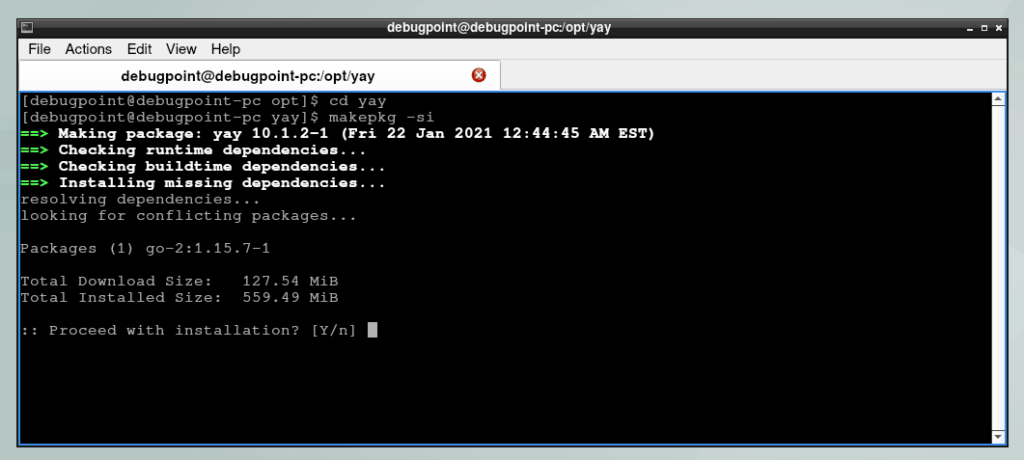 debugpoint@debugpoint-pc:/opt/yay
File Actions Edit View Help
debugpoint@debugpoint-pc:/opt/yay
[debugpoint@debugpoint-pc opt]$ cd yay
[debugpoint@debugpoint-pc yay]$ makepkg -si
==> Making package: yay 10.1.2-1 (Fri 22 Jan 2021 12:44:45 AM EST)
==> Checking runtime dependencies...
==> Checking buildtime dependencies...
==> Installing missing dependencies...
resolving dependencies...
looking for conflicting packages...
Packages (1) go-2:1.15.7-1
Total Download Size:   127.54 MiB
Total Installed Size:  559.49 MiB
:: Proceed with installation? [Y/n]